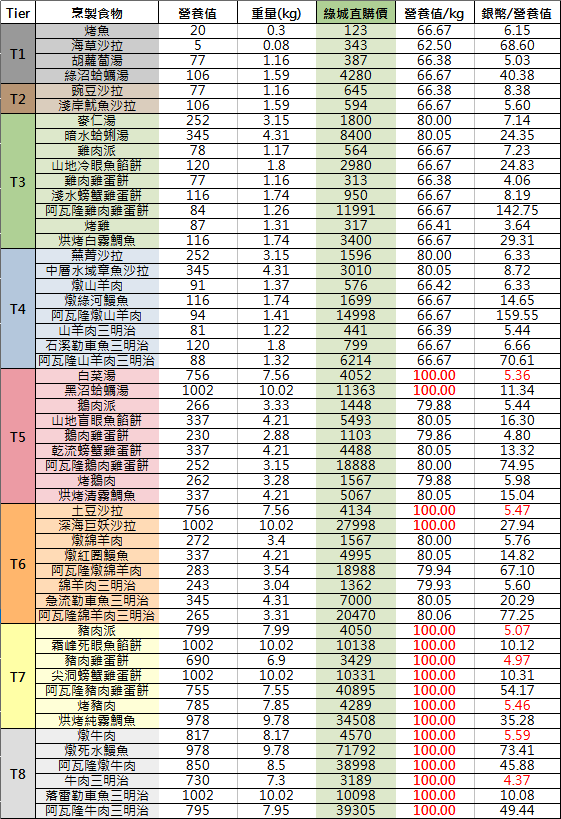 Tier 烹製食物 營養值 重量(kg) 綠城直購價 營養值/kg 銀幣/營養值
T1
烤魚 20 0.3 123 66.67 6.15
海草沙拉 5 0.08 343 62.50 68.60
胡蘿蔔湯 77 1.16 387 66.38 5.03
綠沼蛤蠣湯 106 1.59 4280 66.67 40.38
T2
豌豆沙拉 77 1.16 645 66.38 8.38
淺岸魷魚沙拉 106 1.59 594 66.67 5.60
T3
麥仁湯 252 3.15 1800 80.00 7.14
暗水蛤蜊湯 345 4.31 8400 80.05 24.35
雞肉派 78 1.17 564 66.67 7.23
山地冷眼魚餡餅 120 1.8 2980 66.67 24.83
雞肉雞蛋餅 77 1.16 313 66.38 4.06
淺水螃蟹雞蛋餅 116 1.74 950 66.67 8.19
阿瓦隆雞肉雞蛋餅 84 1.26 11991 66.67 142.75
烤雞 87 1.31 317 66.41 3.64
烘烤白霧鯛魚 116 1.74 3400 66.67 29.31
T4
蕪菁沙拉 252 3.15 1596 80.00 6.33
中層水域章魚沙拉 345 4.31 3010 80.05 8.72
燉山羊肉 91 1.37 576 66.42 6.33
燉綠河鰻魚 116 1.74 1699 66.67 14.65
阿瓦隆燉山羊肉 94 1.41 14998 66.67 159.55
山羊肉三明治 81 1.22 441 66.39 5.44
石溪勒車魚三明治 120 1.8 799 66.67 6.66
阿瓦隆山羊肉三明治 88 1.32 6214 66.67 70.61
T5
白菜湯 756 7.56 4052 100.00 5.36
黑沼蛤蠣湯 1002 10.02 11363 100.00 11.34
鵝肉派 266 3.33 1448 79.88 5.44
山地盲眼魚餡餅 337 4.21 5493 80.05 16.30
鵝肉雞蛋餅 230 2.88 1103 79.86 4.80
乾流螃蟹雞蛋餅 337 4.21 4488 80.05 13.32
阿瓦隆鵝肉雞蛋餅 252 3.15 18888 80.00 74.95
烤鵝肉 262 3.28 1567 79.88 5.98
烘烤清霧鯛魚 337 4.21 5067 80.05 15.04
T6
土豆沙拉 756 7.56 4134 100.00 5.47
深海巨妖沙拉 1002 10.02 27998 100.00 27.94
燉綿羊肉 272 3.4 1567 80.00 5.76
燉紅圈鰻魚 337 4.21 4995 80.05 14.82
阿瓦隆燉綿羊肉 283 3.54 18988 79.94 67.10
綿羊肉三明治 243 3.04 1362 79.93 5.60
急流勒車魚三明治 345 4.31 7000 80.05 20.29
阿瓦隆綿羊肉三明治 265 3.31 20470 80.06 77.25
T7
豬肉派 799 7.99 4050 100.00 5.07
霜峰死眼魚餡餅 1002 10.02 10138 100.00 10.12
豬肉雞蛋餅 690 6.9 3429 100.00 4.97
尖洞螃蟹雞蛋餅 1002 10.02 10331 100.00 10.31
阿瓦隆豬肉雞蛋餅 755 7.55 40895 100.00 54.17
烤豬肉 785 7.85 4289 100.00 5.46
烘烤純霧鯛魚 978 9.78 34508 100.00 35.28
T8
燉牛肉 817 8.17 4570 100.00 5.59
燉死水鰻魚 978 9.78 71792 100.00 73.41
阿瓦隆燉牛肉 850 8.5 38998 100.00 45.88
牛肉三明治 730 7.3 3189 100.00 4.37
落雷勒車魚三明治 1002 10.02 10098 100.00 10.08
阿瓦隆牛肉三明治 795 7.95 39305 100.00 49.44